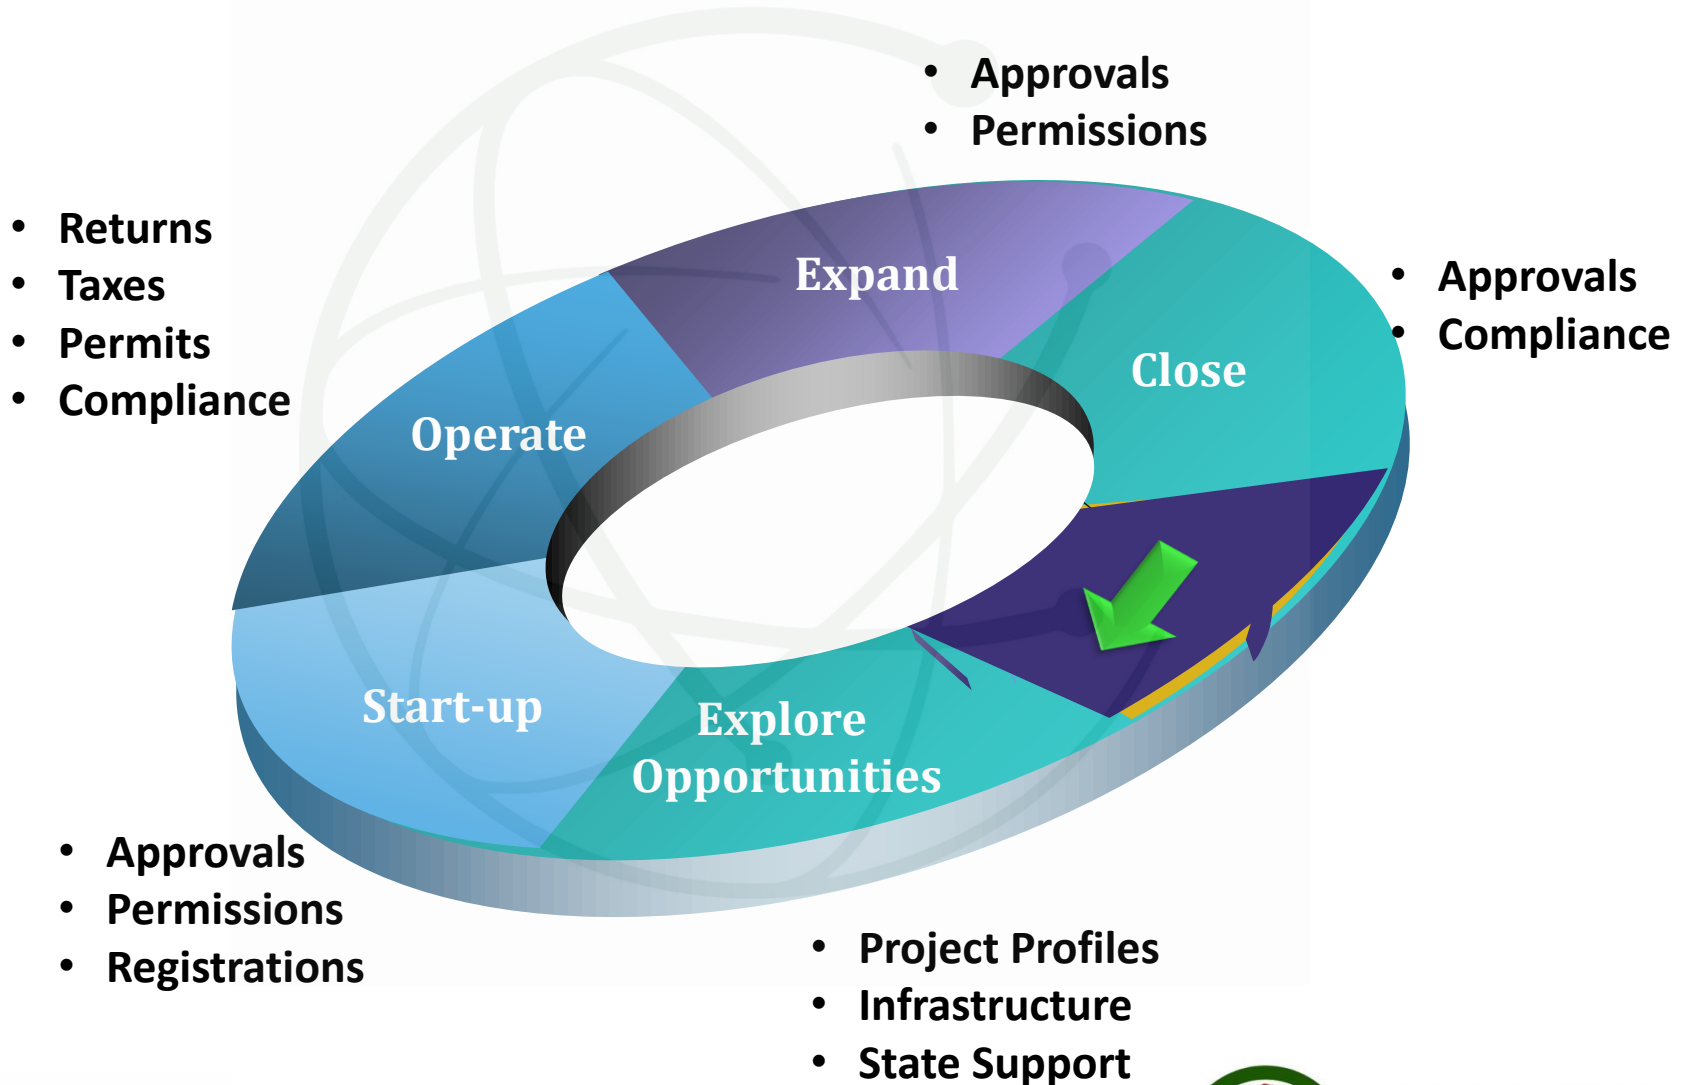 • Approvals
• Permissions
• Returns
• Taxes
• Permits
• Compliance
Expand
• Approvals
• Compliance
Close
Operate
Start-up
Explore
Opportunities
• Approvals
• Permissions
• Registrations
• Project Profiles
• Infrastructure
• State Support